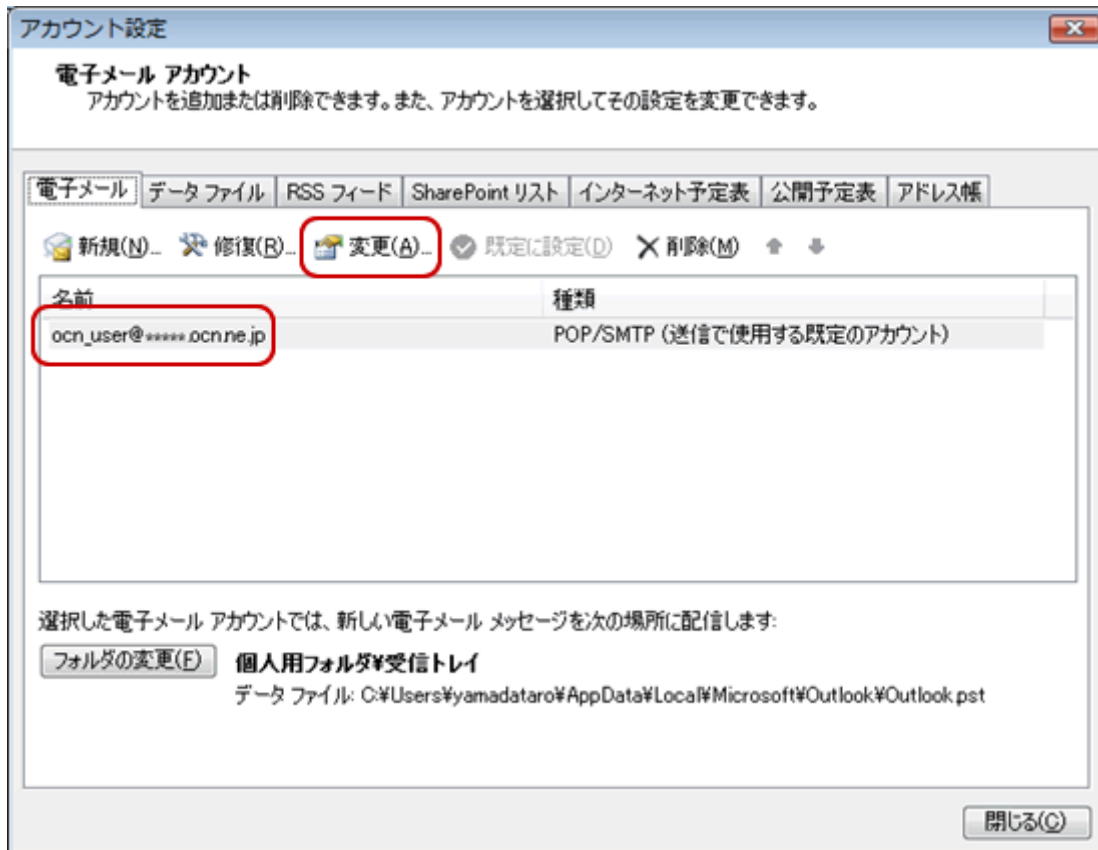 アカウント設定
電子メール アカウント
アカウントを追加または削除できます。また、アカウントを選択してその設定を変更できます。
電子メール データ ファイル RSS フィード SharePoint リスト インターネット予定表 公開予定表 アドレス帳
新規(N)... 修復(R)... 変更(A)... 既定に設定(D) 削除(M)
名前 種類
ocn_user@*****.ocn.ne.jp POP/SMTP (送信で使用する既定のアカウント)
選択した電子メール アカウントでは、新しい電子メール メッセージを次の場所に配信します:
フォルダの変更(F) 個人用フォルダ¥受信トレイ
データ ファイル: C:¥Users¥yamadataro¥AppData¥Local¥Microsoft¥Outlook¥Outlook.pst
閉じる(C)